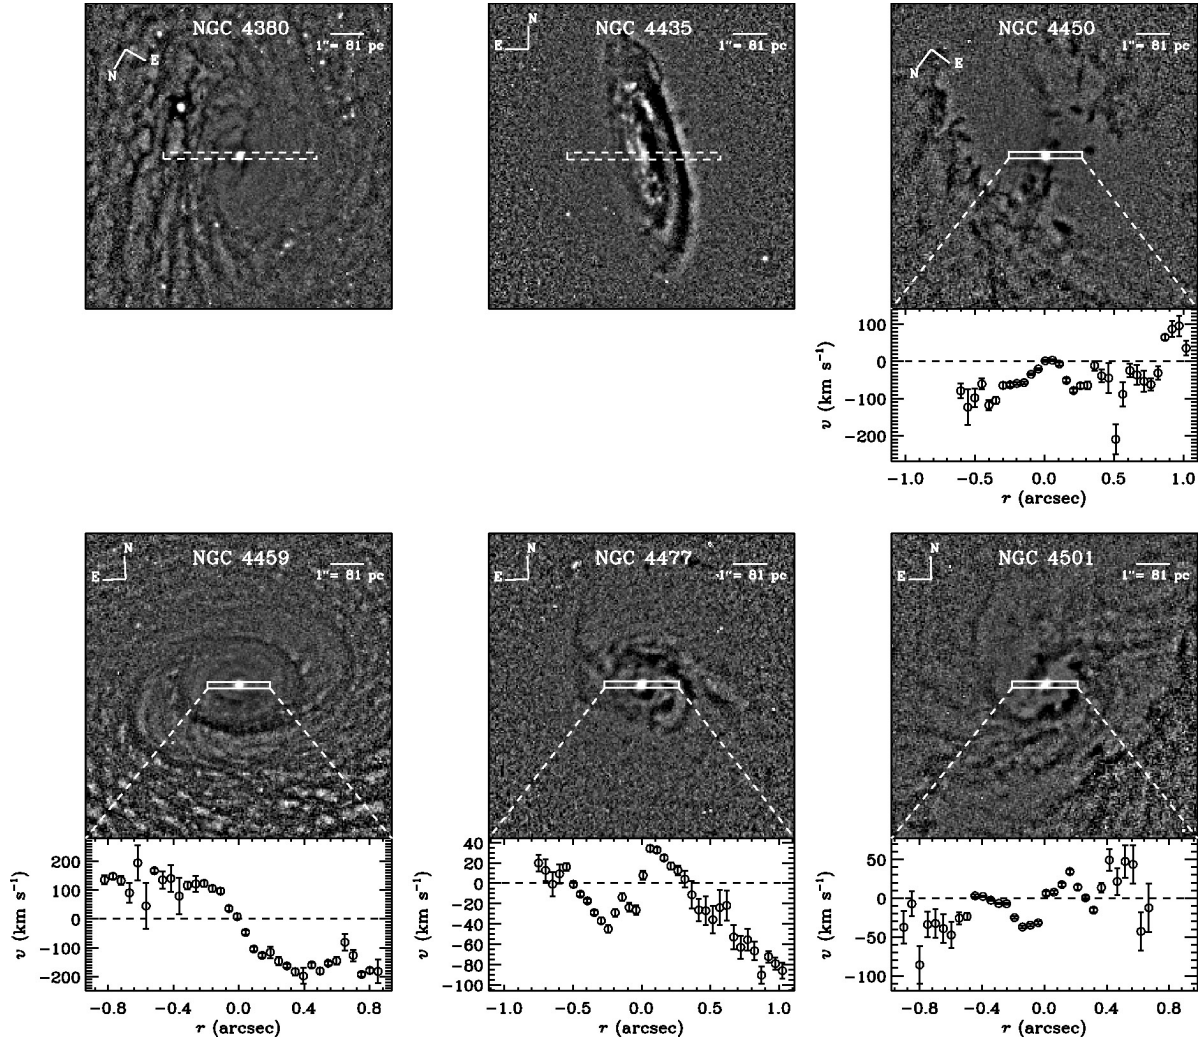 NGC 4380
1"= 81 pc
N
E
NGC 4435
1"= 81 pc
N
E
NGC 4450
1"= 81 pc
N
E
100
0
−100
−200
v (km s⁻¹)
−1.0 −0.5 0.0 0.5 1.0
r (arcsec)
NGC 4459
1"= 81 pc
N
E
200
100
0
−100
−200
v (km s⁻¹)
−0.8 −0.4 0.0 0.4 0.8
r (arcsec)
NGC 4477
1"= 81 pc
N
E
40
20
0
−20
−40
−60
−80
−100
v (km s⁻¹)
−1.0 −0.5 0.0 0.5 1.0
r (arcsec)
NGC 4501
1"= 81 pc
N
E
50
0
−50
−100
v (km s⁻¹)
−0.8 −0.4 0.0 0.4 0.8
r (arcsec)